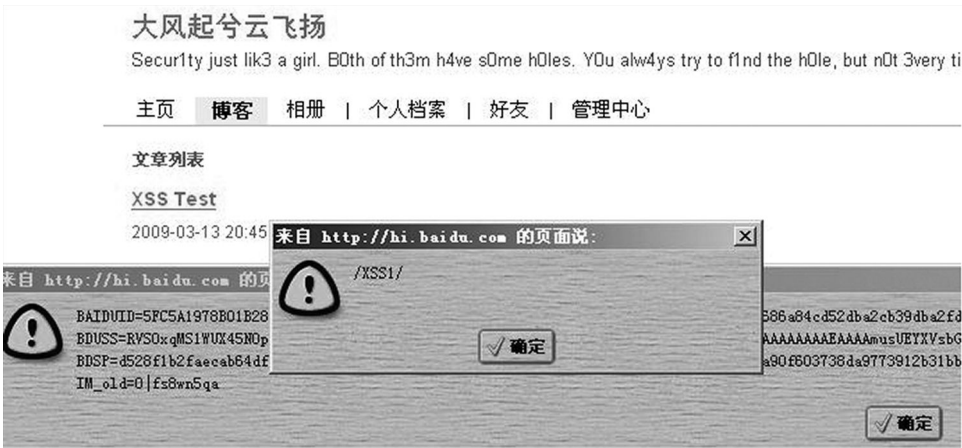 大风起兮云飞扬
Secur1ty just lik3 a girl. B0th of th3m h4ve s0me h0les. Y0u alw4ys try to f1nd the h0le, but n0t 3very ti
主页 博客 相册 | 个人档案 | 好友 | 管理中心
文章列表
XSS Test
2009-03-13 20:45
来自 http://hi.baidu.com 的页面说:
/XSS1/
确定
来自 http://hi.baidu.com 的页
BAIDUID=5FC5A1978B01B28 586a84cd52dba2cb39dba2fd
BDUSS=RVSOxqMS1WUX45NOp AAAAAAAAEAAAAmusUEYXVsbG
BDSP=d528f1b2faecab64df a90f603738da9773912b31bb
IM_old=0|fs8wn5qa
确定